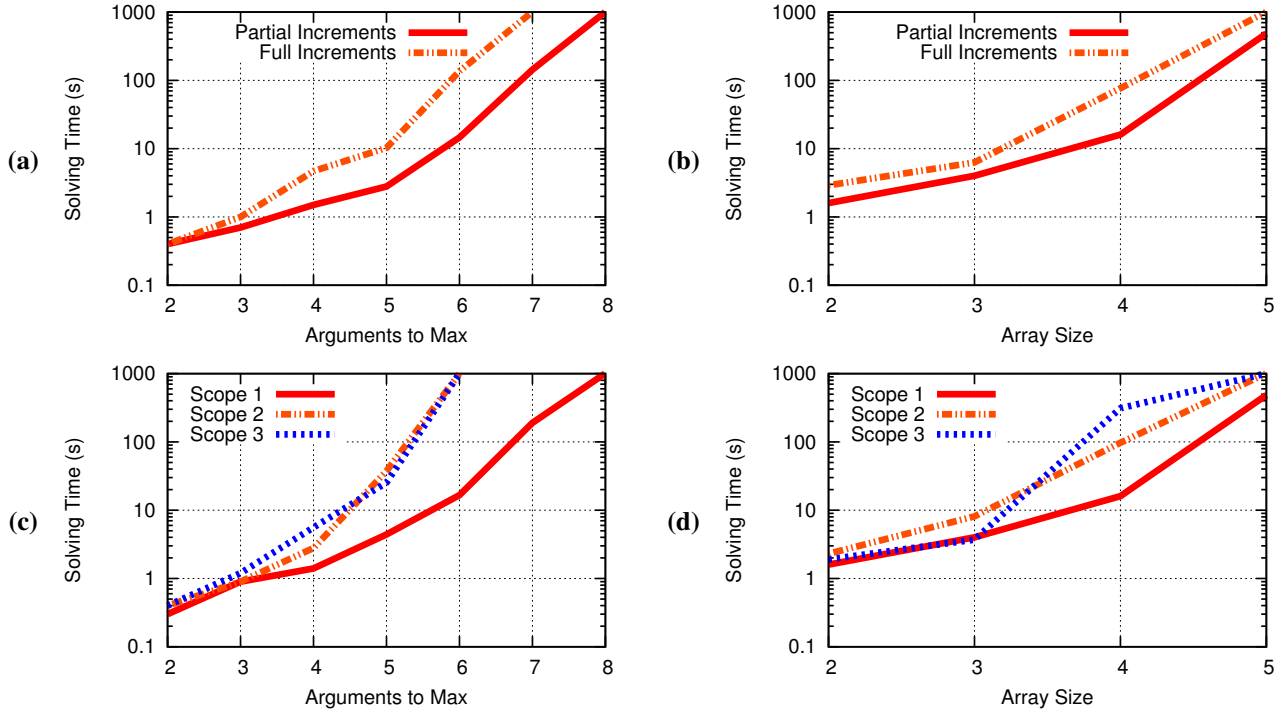 (a)
Solving Time (s)
1000
100
10
1
0.1
Partial Increments
Full Increments
2 3 4 5 6 7 8
Arguments to Max
(b)
Solving Time (s)
1000
100
10
1
0.1
Partial Increments
Full Increments
2 3 4 5
Array Size
(c)
Solving Time (s)
1000
100
10
1
0.1
Scope 1
Scope 2
Scope 3
2 3 4 5 6 7 8
Arguments to Max
(d)
Solving Time (s)
1000
100
10
1
0.1
Scope 1
Scope 2
Scope 3
2 3 4 5
Array Size